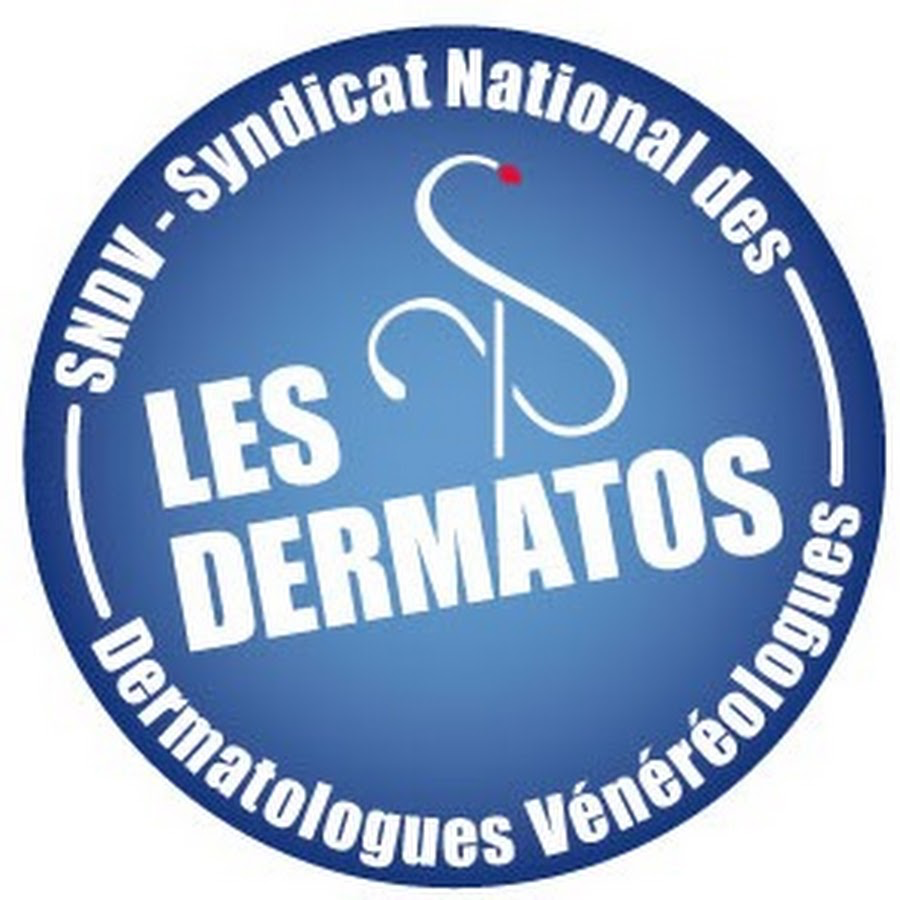 SNDV - Syndicat National des
LES
DERMATOS
Dermatologues Vénéréologues